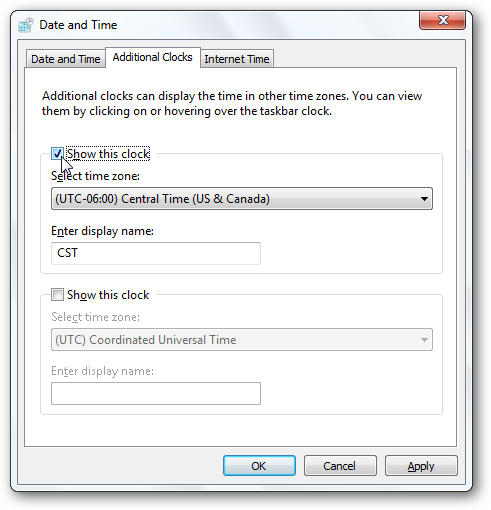 Date and Time
Date and Time Additional Clocks Internet Time
Additional clocks can display the time in other time zones. You can view
them by clicking on or hovering over the taskbar clock.
Show this clock
Select time zone:
(UTC-06:00) Central Time (US & Canada)
Enter display name:
CST
Show this clock
Select time zone:
(UTC) Coordinated Universal Time
Enter display name:
OK Cancel Apply